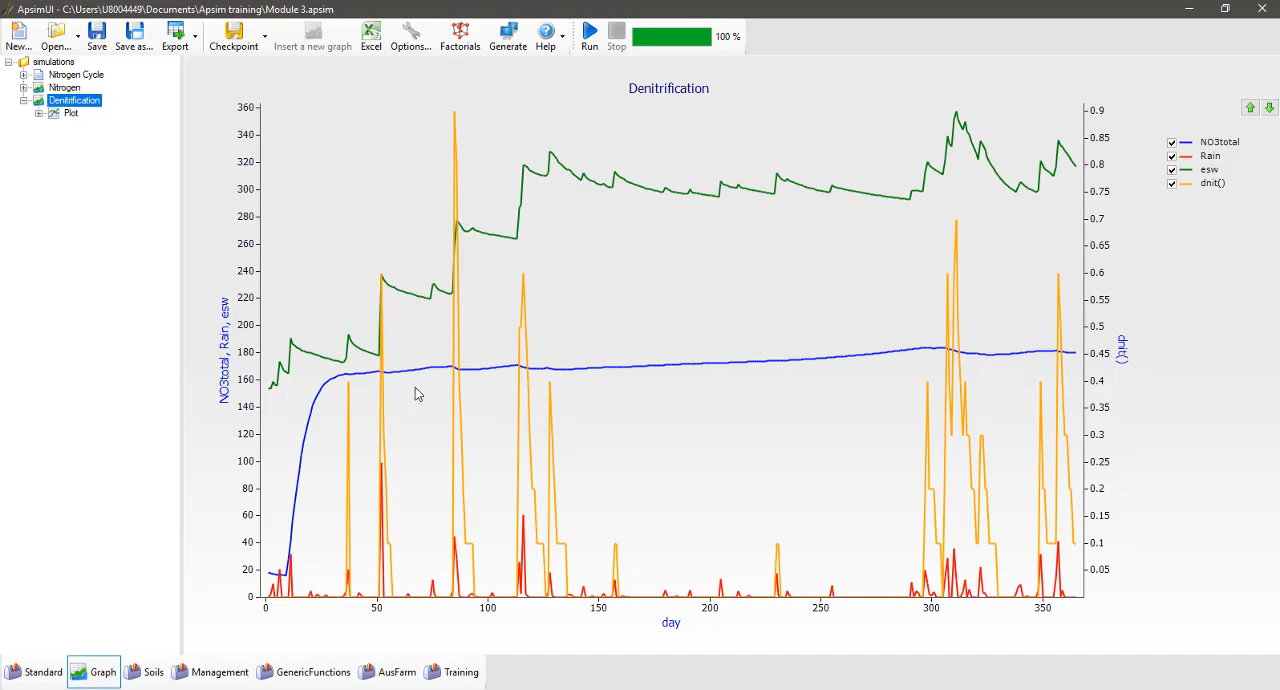 ApsimUI - C:\Users\U8004449\Documents\Apsim training\Module 3.apsim
New... Open... Save Save as... Export Checkpoint Insert a new graph Excel Options... Factorials Generate Help Run Stop 100 %
simulations
Nitrogen Cycle
Nitrogen
Denitrification
Plot
Denitrification
360
340
320
300
280
260
240
220
200
180
160
140
120
100
80
60
40
20
0
NO3total, Rain, esw
0.9
0.85
0.8
0.75
0.7
0.65
0.6
0.55
0.5
0.45
0.4
0.35
0.3
0.25
0.2
0.15
0.1
0.05
dnit()
0 50 100 150 200 250 300 350
day
NO3total
Rain
esw
dnit()
Standard Graph Soils Management GenericFunctions AusFarm Training